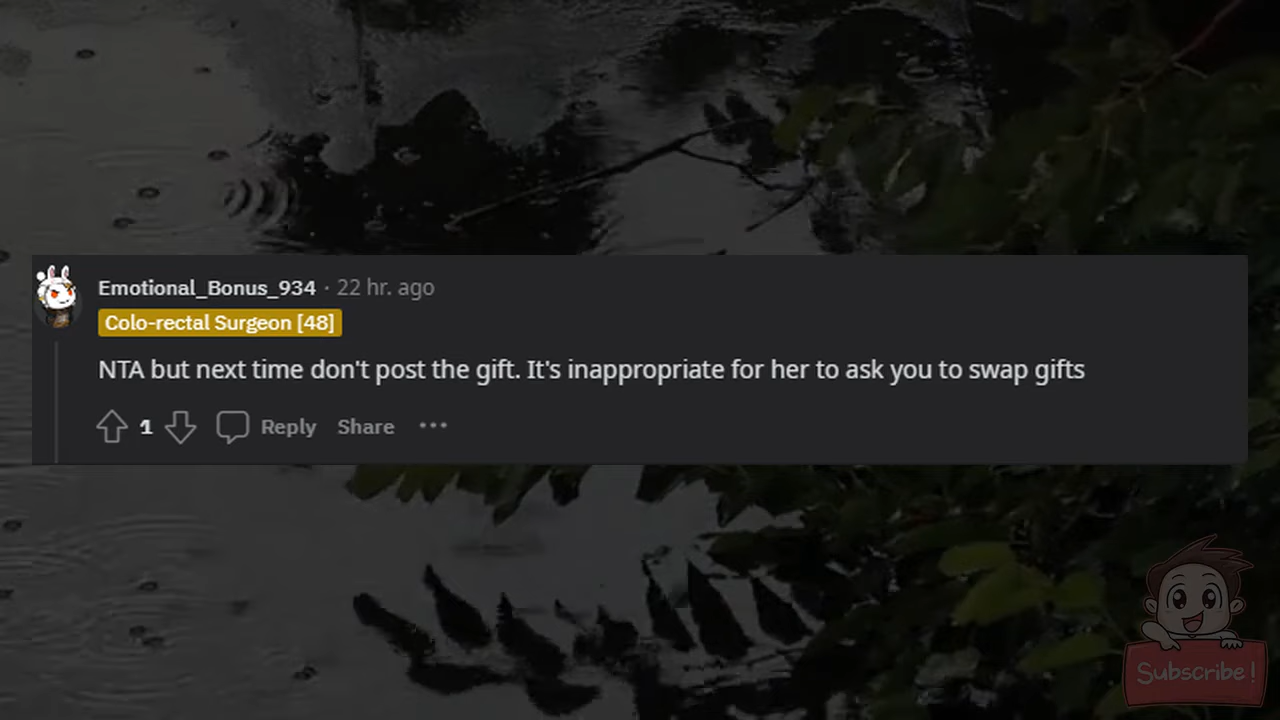 Emotional_Bonus_934 · 22 hr. ago
Colo-rectal Surgeon [48]
NTA but next time don't post the gift. It's inappropriate for her to ask you to swap gifts
1 Reply Share ···
Subscribe!